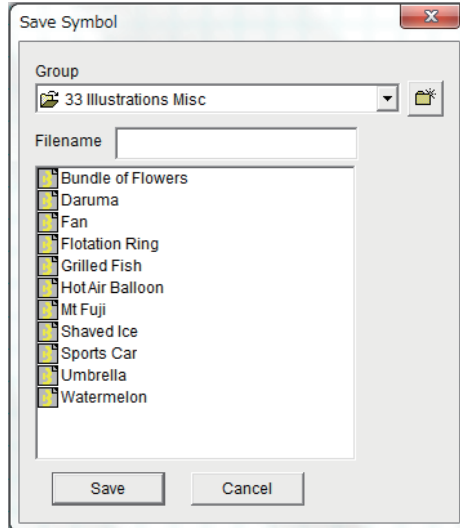 Save Symbol
Group
33 Illustrations Misc
Filename
Bundle of Flowers
Daruma
Fan
Flotation Ring
Grilled Fish
Hot Air Balloon
Mt Fuji
Shaved Ice
Sports Car
Umbrella
Watermelon
Save Cancel